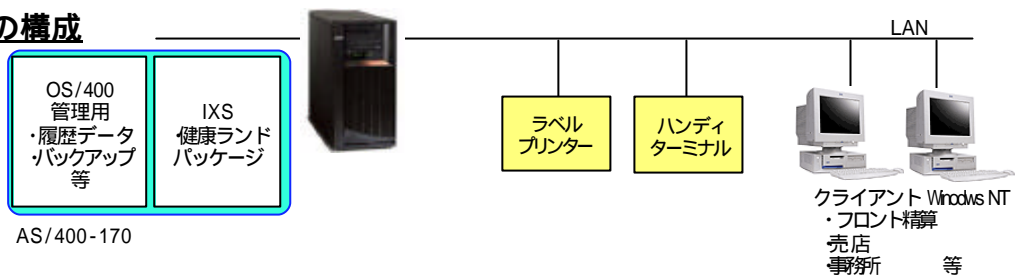 の構成
LAN
OS/400
管理用
・履歴データ
・バックアップ
等
IXS
・健康ランド
パッケージ
ラベル
プリンター
ハンディ
ターミナル
クライアント Winodws NT
・フロント精算
・売店
・事務所 等
AS/400-170